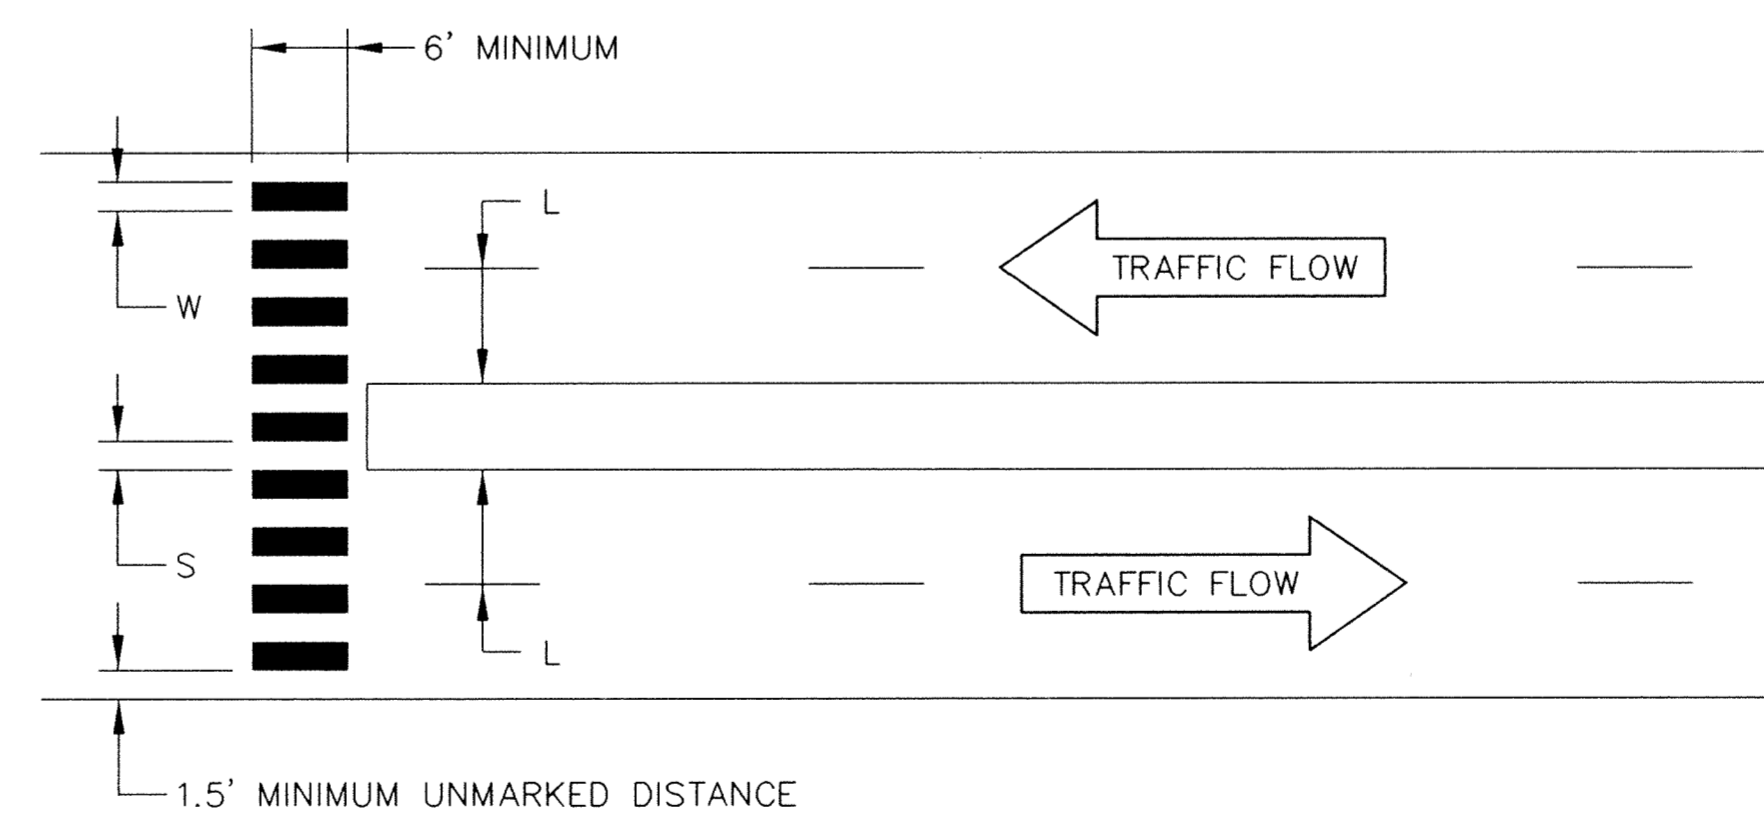 6' MINIMUM
L
TRAFFIC FLOW
W
S
TRAFFIC FLOW
L
1.5' MINIMUM UNMARKED DISTANCE